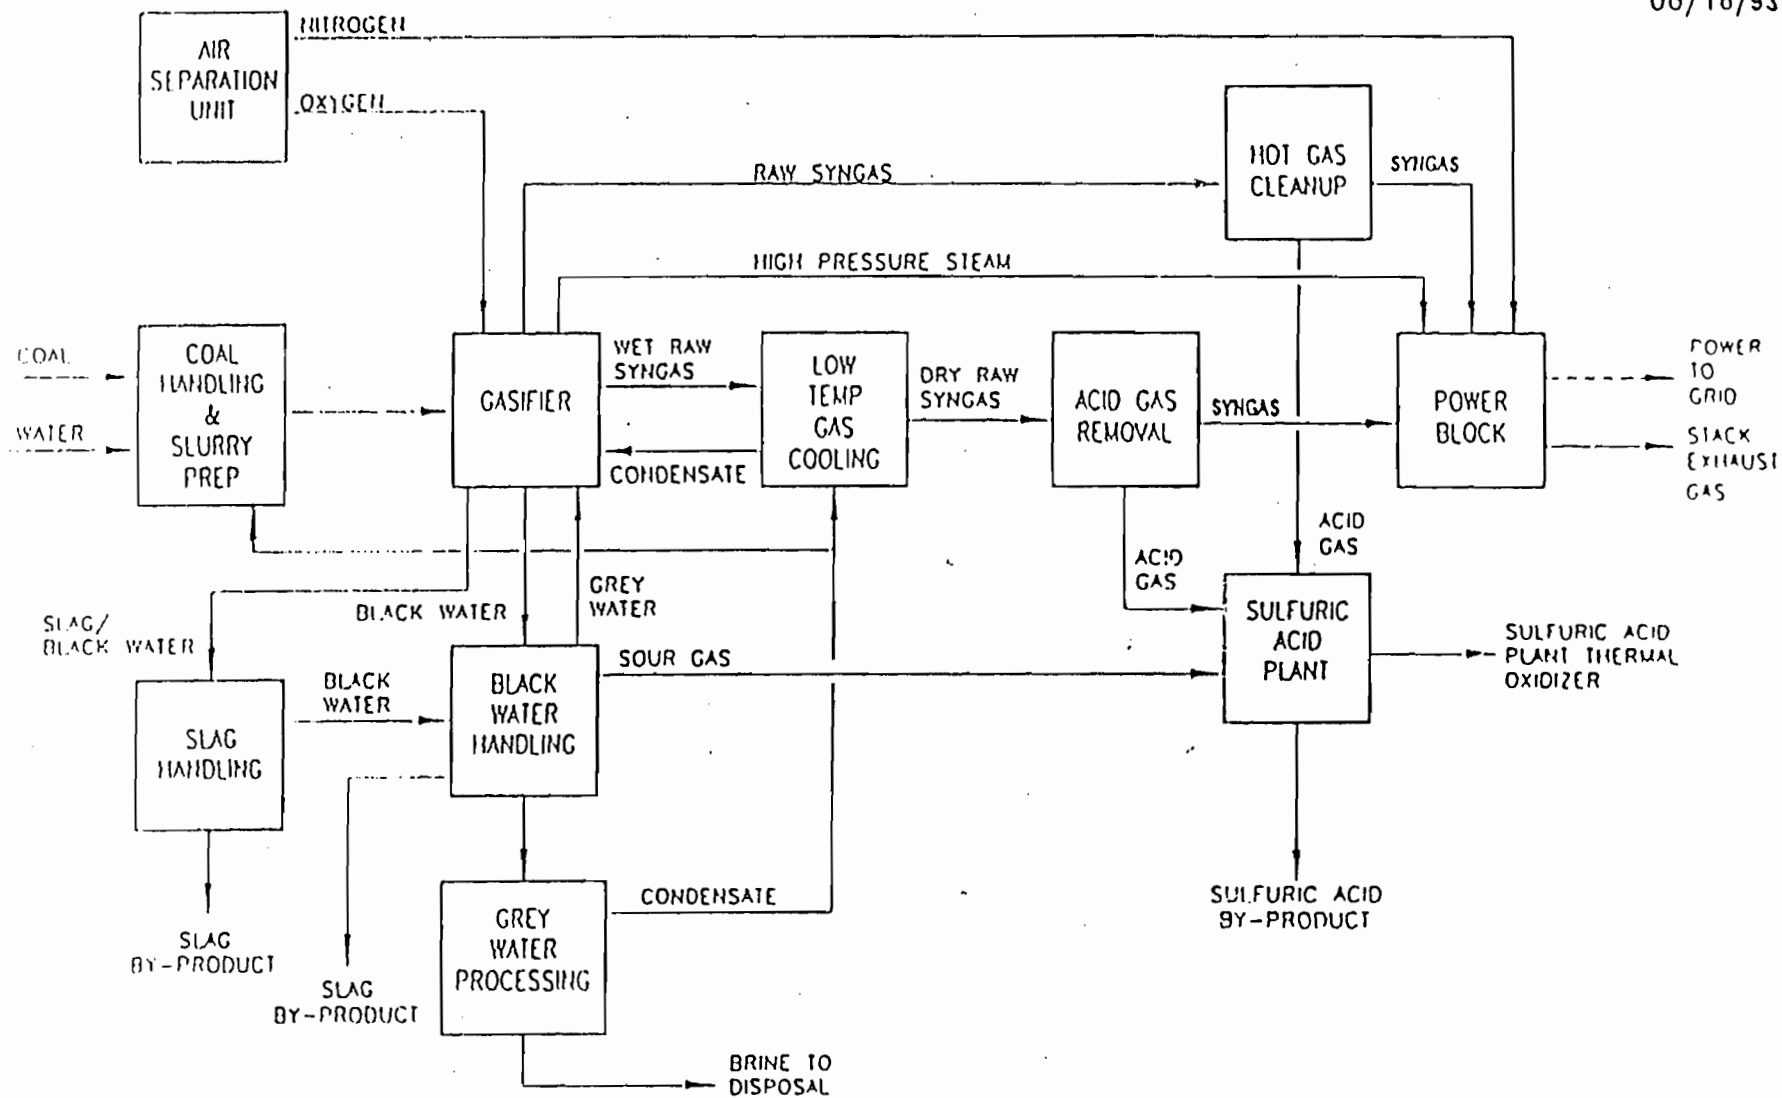 06/18/93
NITROGEN
AIR
SEPARATION
UNIT
OXYGEN
HOT GAS
CLEANUP
SYNGAS
RAW SYNGAS
HIGH PRESSURE STEAM
COAL
WATER
COAL
HANDLING
&
SLURRY
PREP
GASIFIER
WET RAW
SYNGAS
CONDENSATE
LOW
TEMP
GAS
COOLING
DRY RAW
SYNGAS
ACID GAS
REMOVAL
SYNGAS
POWER
BLOCK
POWER
TO
GRID
STACK
EXHAUST
GAS
ACID
GAS
ACID
GAS
SLAG/
BLACK WATER
BLACK WATER
GREY
WATER
SLAG
HANDLING
BLACK
WATER
BLACK
WATER
HANDLING
SOUR GAS
SULFURIC
ACID
PLANT
SULFURIC ACID
PLANT THERMAL
OXIDIZER
SLAG
BY-PRODUCT
SLAG
BY-PRODUCT
GREY
WATER
PROCESSING
CONDENSATE
SULFURIC ACID
BY-PRODUCT
BRINE TO
DISPOSAL